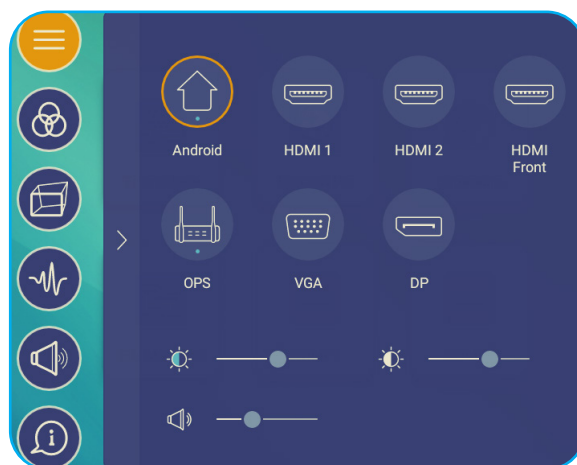 Android
HDMI 1
HDMI 2
HDMI
Front
OPS
VGA
DP